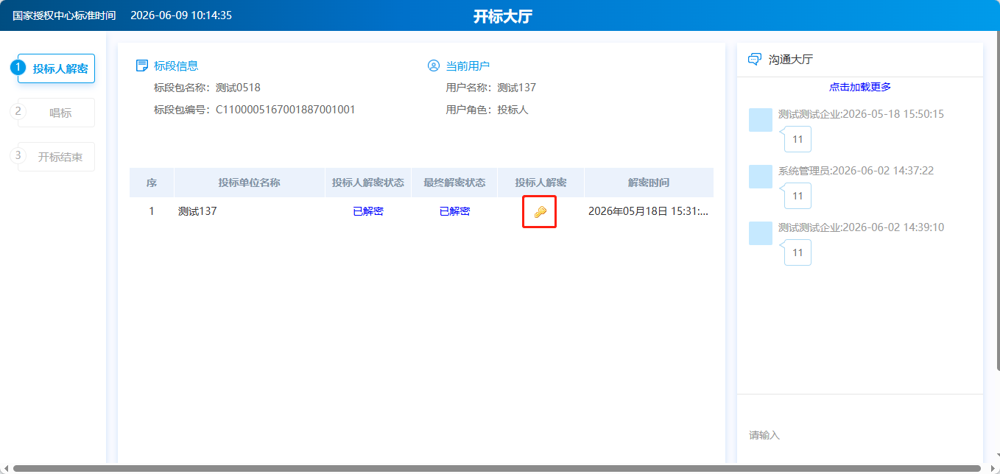 国家授权中心标准时间 2026-06-09 10:14:35
开标大厅
1 投标人解密
2 唱标
3 开标结束
标段信息
标段包名称：测试0518
标段包编号：C1100005167001887001001
当前用户
用户名称：测试137
用户角色：投标人
序 投标单位名称 投标人解密状态 最终解密状态 投标人解密 解密时间
1 测试137 已解密 已解密 2026年05月18日 15:31:...
沟通大厅
点击加载更多
测试测试企业:2026-05-18 15:50:15
11
系统管理员:2026-06-02 14:37:22
11
测试测试企业:2026-06-02 14:39:10
11
请输入